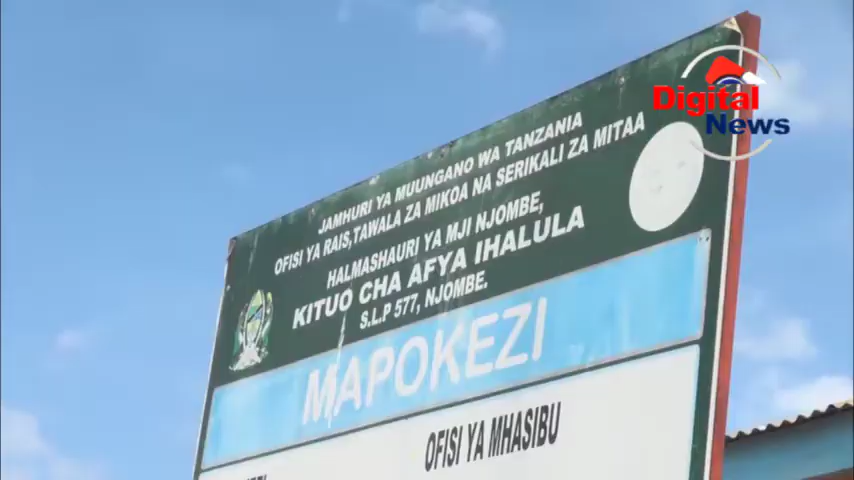 Digital
News
JAMHURI YA MUUNGANO WA TANZANIA
OFISI YA RAIS,TAWALA ZA MIKOA NA SERIKALI ZA MITAA
HALMASHAURI YA MJI NJOMBE,
KITUO CHA AFYA IHALULA
S.L.P 577, NJOMBE.
MAPOKEZI
OFISI YA MHASIBU